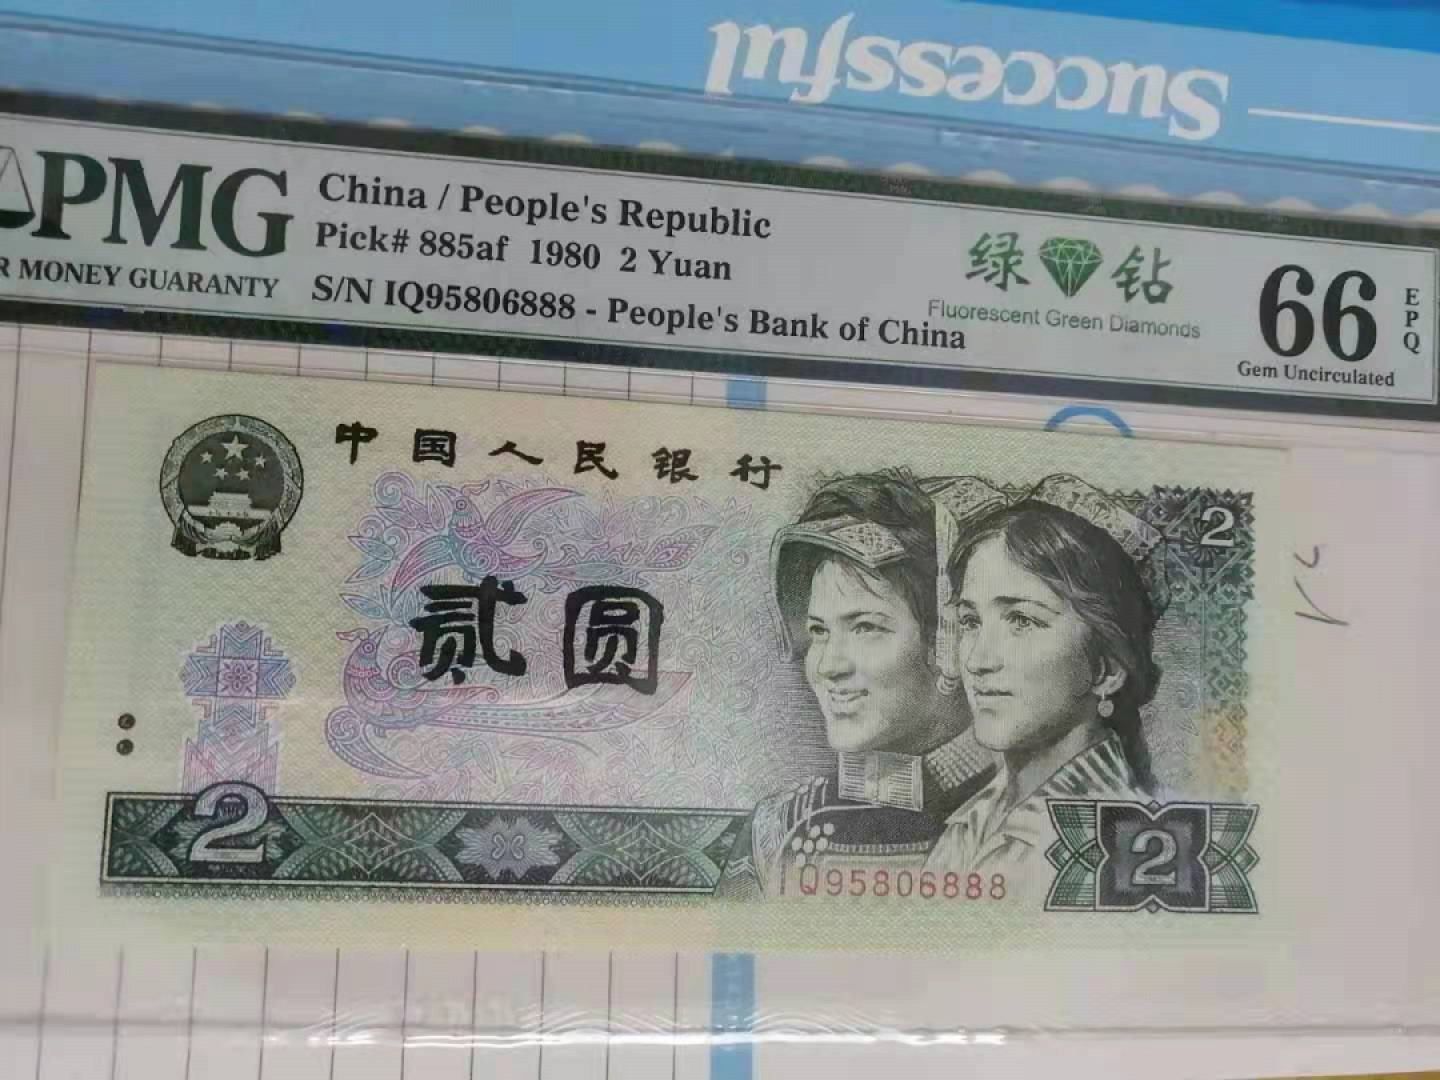 Successful
PMG
R MONEY GUARANTY
China / People's Republic
Pick# 885af 1980 2 Yuan
S/N IQ95806888 - People's Bank of China
绿 钻
Fluorescent Green Diamonds
66
EPQ
Gem Uncirculated
中国人民银行
2
贰圆
2
IQ95806888
2